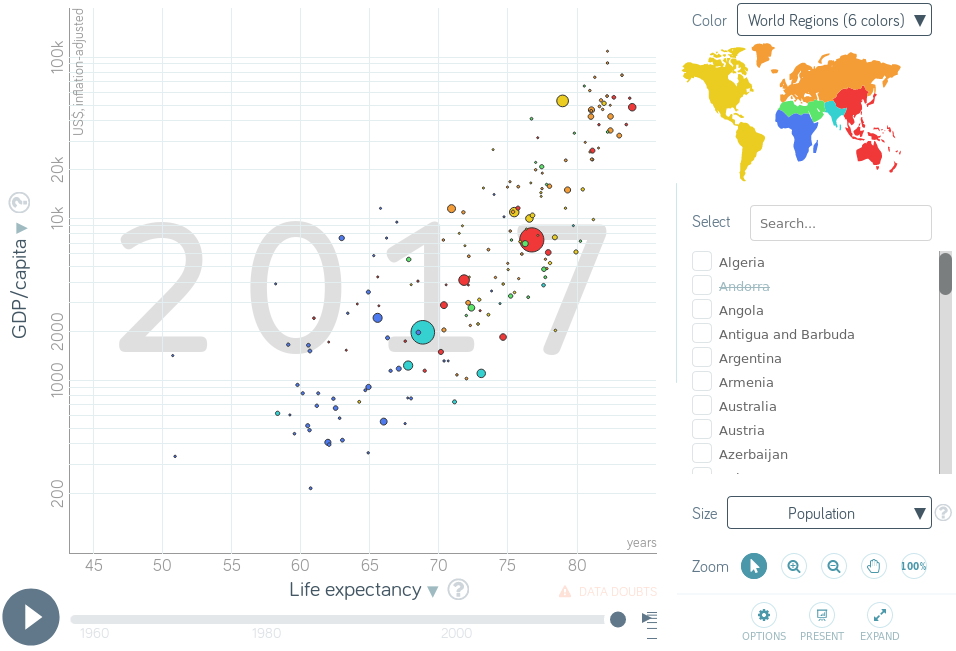 US$, inflation-adjusted
GDP/capita ▼ ?
100k
20k
10k
2000
1000
200
2017
years
45 50 55 60 65 70 75 80
Life expectancy ▼ ?
DATA DOUBTS
1960 1980 2000
Color World Regions (6 colors) ▼
Select Search...
Algeria
Andorra
Angola
Antigua and Barbuda
Argentina
Armenia
Australia
Austria
Azerbaijan
Size Population ▼ ?
Zoom 100%
OPTIONS PRESENT EXPAND